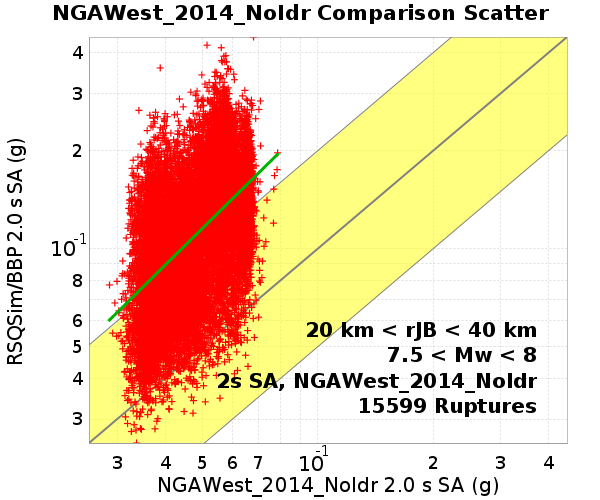 NGAWest_2014_NoIdr Comparison Scatter
RSQSim/BBP 2.0 s SA (g)
4
3
2
10-1
8
6
5
4
3
20 km < rJB < 40 km
7.5 < Mw < 8
2s SA, NGAWest_2014_NoIdr
15599 Ruptures
3 4 5 6 7 10-1 2 3 4
NGAWest_2014_NoIdr 2.0 s SA (g)